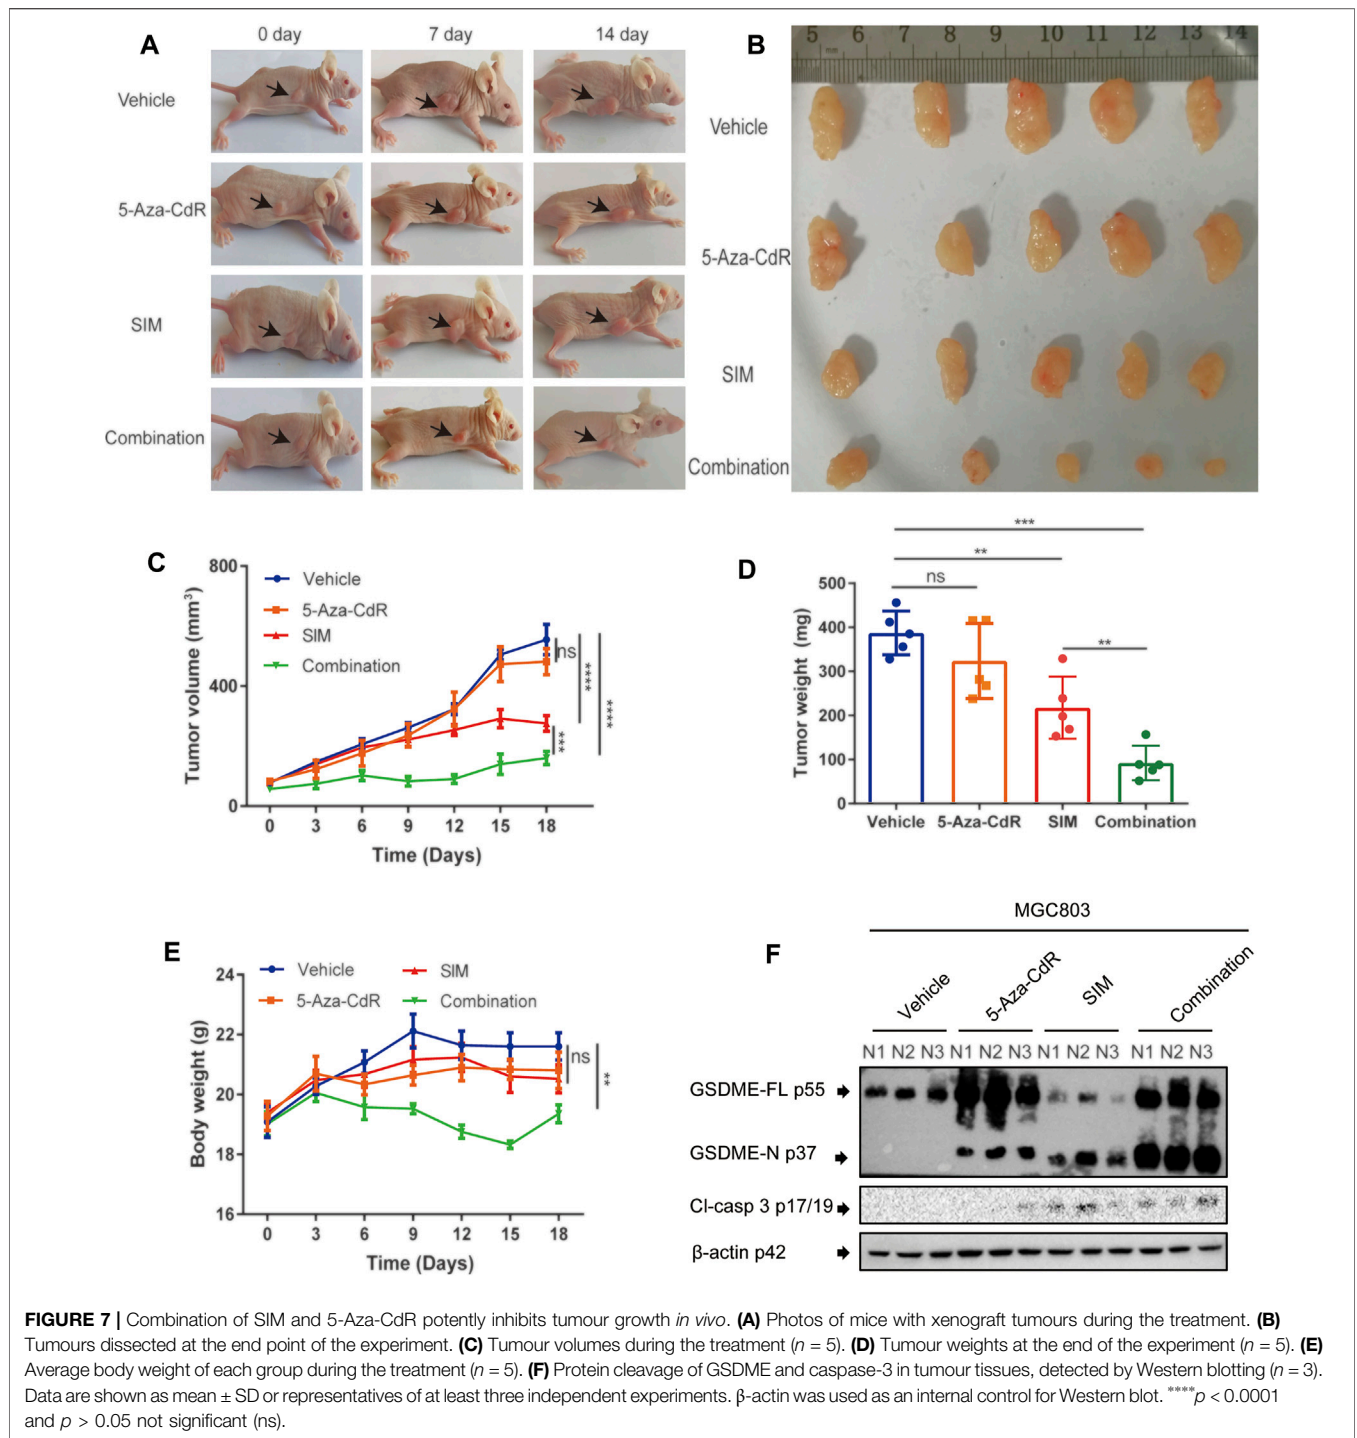 A
0 day
7 day
14 day
Vehicle
5-Aza-CdR
SIM
Combination
B
5 6 7 8 9 10 11 12 13 14
mm
Vehicle
5-Aza-CdR
SIM
Combination
C
Tumor volume (mm³)
800
400
0
Vehicle
5-Aza-CdR
SIM
Combination
ns
****
****
***
0 3 6 9 12 15 18
Time (Days)
D
Tumor weight (mg)
500
400
300
200
100
0
***
**
ns
**
Vehicle 5-Aza-CdR SIM Combination
E
Body weight (g)
24
22
20
18
16
Vehicle
5-Aza-CdR
SIM
Combination
ns
**
0 3 6 9 12 15 18
Time (Days)
F
MGC803
Vehicle
5-Aza-CdR
SIM
Combination
N1 N2 N3 N1 N2 N3 N1 N2 N3 N1 N2 N3
GSDME-FL p55
GSDME-N p37
Cl-casp 3 p17/19
β-actin p42
FIGURE 7 | Combination of SIM and 5-Aza-CdR potently inhibits tumour growth in vivo. (A) Photos of mice with xenograft tumours during the treatment. (B)
Tumours dissected at the end point of the experiment. (C) Tumour volumes during the treatment (n = 5). (D) Tumour weights at the end of the experiment (n = 5). (E)
Average body weight of each group during the treatment (n = 5). (F) Protein cleavage of GSDME and caspase-3 in tumour tissues, detected by Western blotting (n = 3).
Data are shown as mean ± SD or representatives of at least three independent experiments. β-actin was used as an internal control for Western blot. ****p < 0.0001
and p > 0.05 not significant (ns).